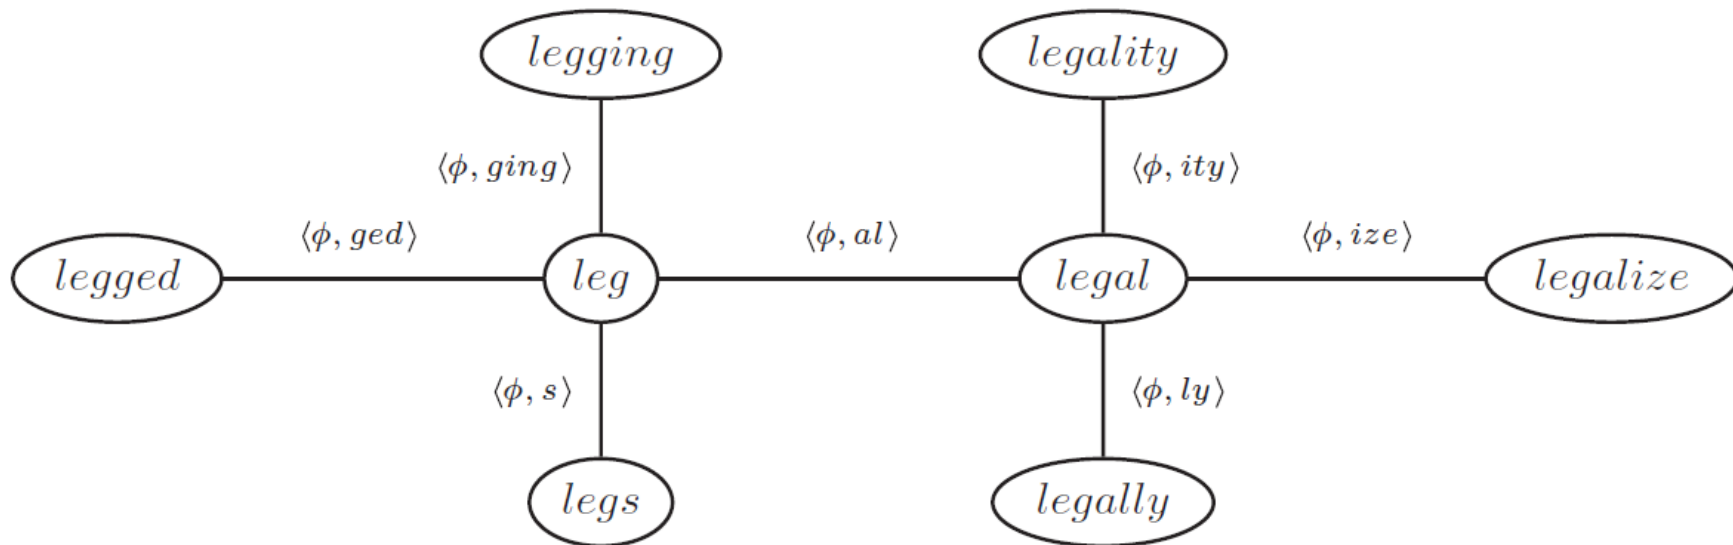 legging legality
⟨ϕ, ging⟩ ⟨ϕ, ity⟩
⟨ϕ, ged⟩ ⟨ϕ, al⟩ ⟨ϕ, ize⟩
legged leg legal legalize
⟨ϕ, s⟩ ⟨ϕ, ly⟩
legs legally